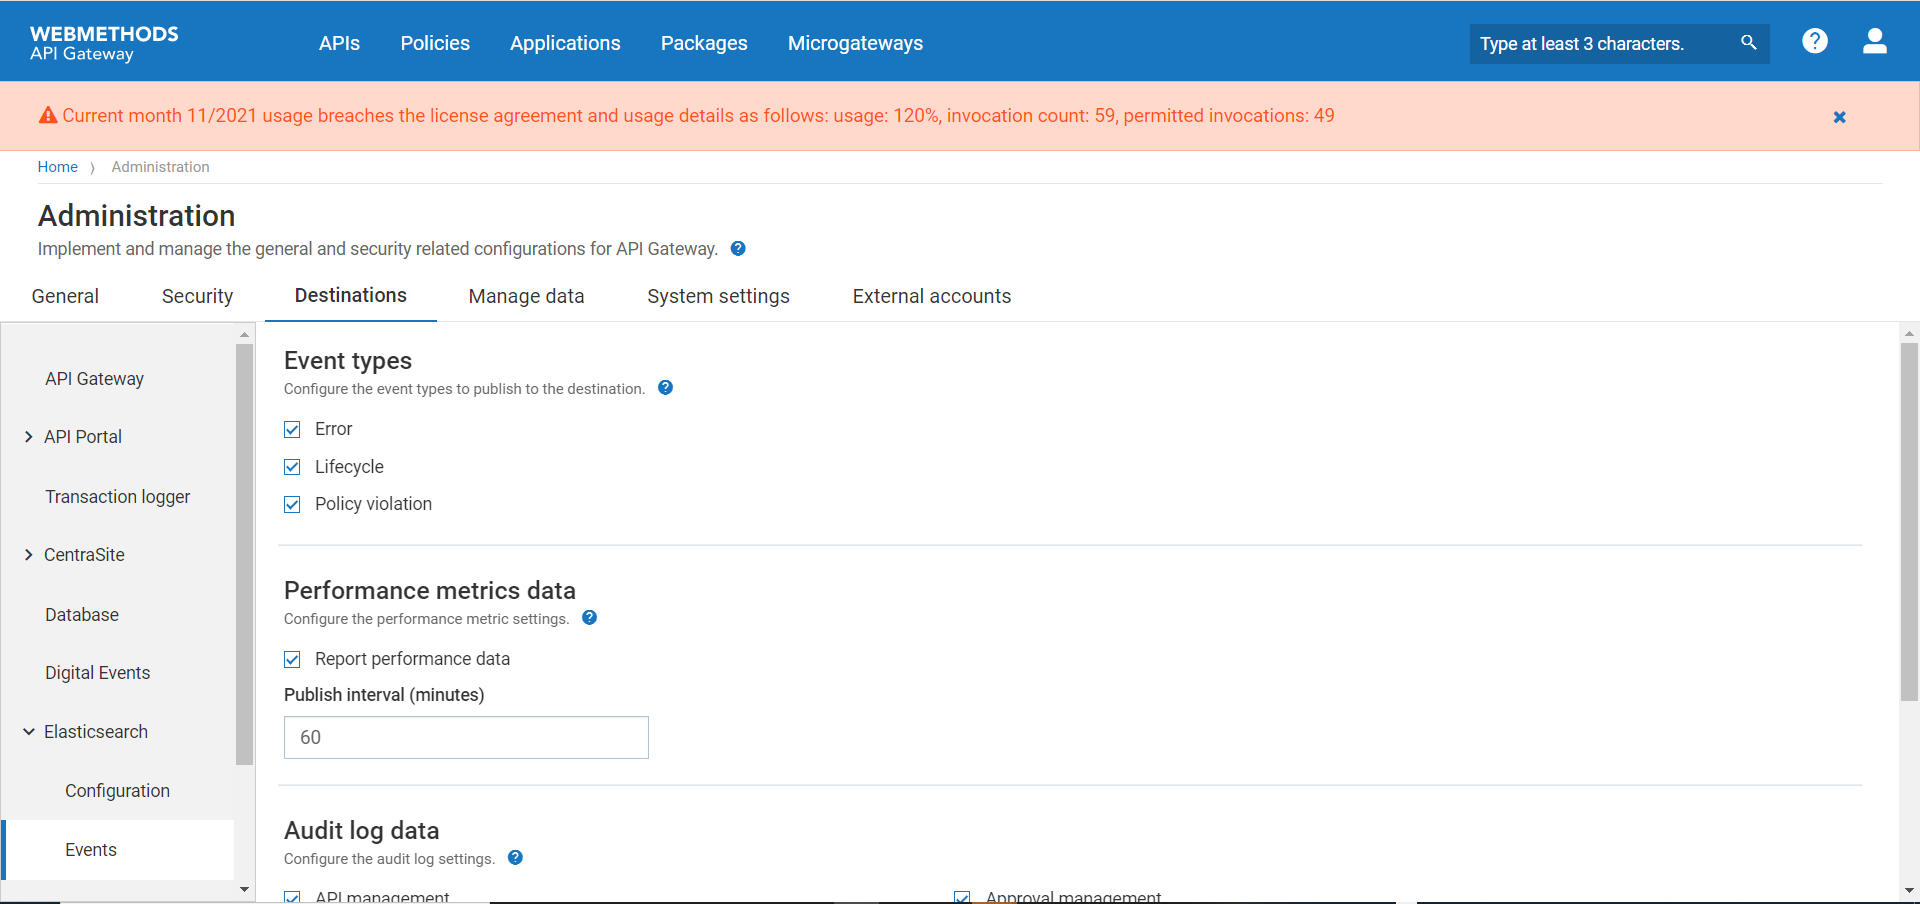 WEBMETHODS
API Gateway
APIs
Policies
Applications
Packages
Microgateways
Type at least 3 characters.
Current month 11/2021 usage breaches the license agreement and usage details as follows: usage: 120%, invocation count: 59, permitted invocations: 49
Home
Administration
Administration
Implement and manage the general and security related configurations for API Gateway.
General
Security
Destinations
Manage data
System settings
External accounts
API Gateway
API Portal
Transaction logger
CentraSite
Database
Digital Events
Elasticsearch
Configuration
Events
Event types
Configure the event types to publish to the destination.
Error
Lifecycle
Policy violation
Performance metrics data
Configure the performance metric settings.
Report performance data
Publish interval (minutes)
60
Audit log data
Configure the audit log settings.
API management
Approval management